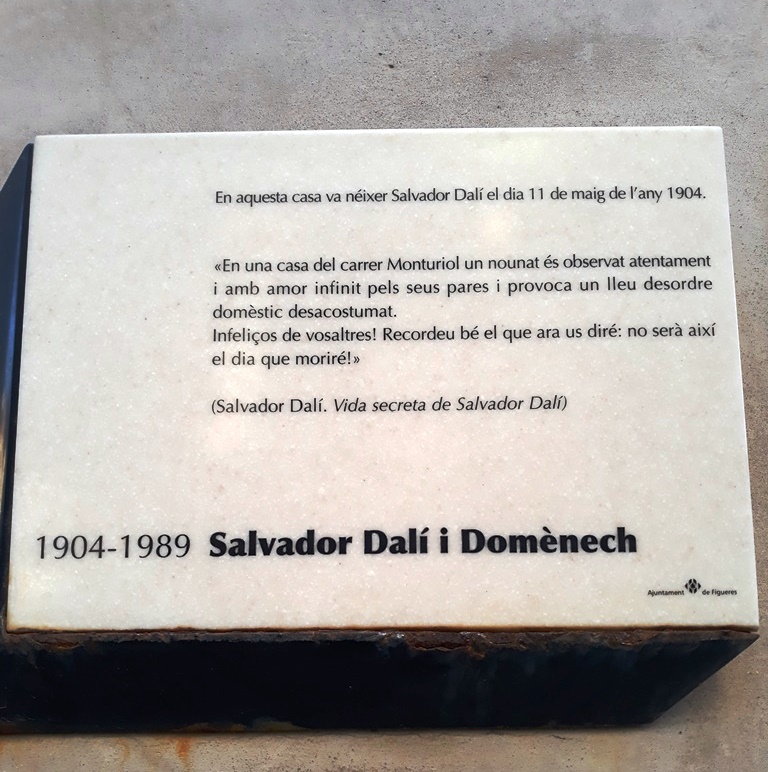 En aquesta casa va néixer Salvador Dalí el dia 11 de maig de l'any 1904.
«En una casa del carrer Monturiol un nounat és observat atentament
i amb amor infinit pels seus pares i provoca un lleu desordre
domèstic desacostumat.
Infeliços de vosaltres! Recordeu bé el que ara us diré: no serà així
el dia que moriré!»
(Salvador Dalí. Vida secreta de Salvador Dalí)
1904-1989 Salvador Dalí i Domènech
Ajuntament de Figueres